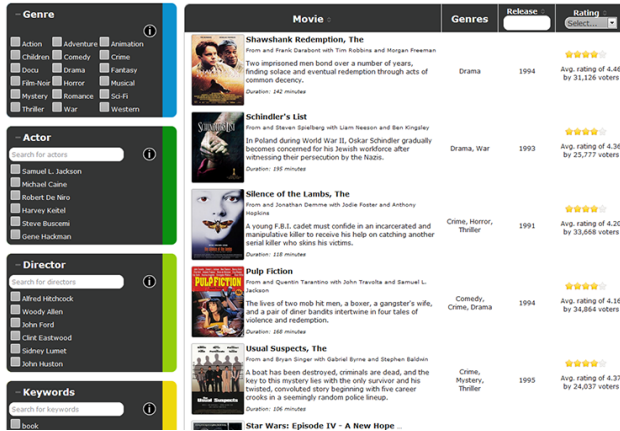 Genre
Action Adventure Animation
Children Comedy Crime
Docu Drama Fantasy
Film-Noir Horror Musical
Mystery Romance Sci-Fi
Thriller War Western
Actor
Search for actors
Samuel L. Jackson
Michael Caine
Robert De Niro
Harvey Keitel
Steve Buscemi
Gene Hackman
Director
Search for directors
Alfred Hitchcock
Woody Allen
John Ford
Clint Eastwood
Sidney Lumet
John Huston
Keywords
Search for keywords
book
Movie Genres Release Rating
Select...
Shawshank Redemption, The
From and Frank Darabont with Tim Robbins and Morgan Freeman
Two imprisoned men bond over a number of years,
finding solace and eventual redemption through acts of
common decency.
Duration: 142 minutes
Drama
1994
Avg. rating of 4.46
by 31,126 voters
SCHINDLER'S LIST
Schindler's List
From and Steven Spielberg with Liam Neeson and Ben Kingsley
In Poland during World War II, Oskar Schindler gradually
becomes concerned for his Jewish workforce after
witnessing their persecution by the Nazis.
Duration: 195 minutes
Drama, War
1993
Avg. rating of 4.36
by 25,777 voters
Silence of the Lambs, The
From and Jonathan Demme with Jodie Foster and Anthony
Hopkins
A young F.B.I. cadet must confide in an incarcerated and
manipulative killer to receive his help on catching another
serial killer who skins his victims.
Duration: 118 minutes
Crime, Horror,
Thriller
1991
Avg. rating of 4.20
by 33,668 voters
PULP FICTION
Pulp Fiction
From and Quentin Tarantino with John Travolta and Samuel L.
Jackson
The lives of two mob hit men, a boxer, a gangster's wife,
and a pair of diner bandits intertwine in four tales of
violence and redemption.
Duration: 168 minutes
Comedy,
Crime, Drama
1994
Avg. rating of 4.16
by 34,864 voters
The Usual Suspects
Usual Suspects, The
From and Bryan Singer with Gabriel Byrne and Stephen Baldwin
A boat has been destroyed, criminals are dead, and the
key to this mystery lies with the only survivor and his
twisted, convoluted story beginning with five career
crooks in a seemingly random police lineup.
Duration: 106 minutes
Crime,
Mystery,
Thriller
1995
Avg. rating of 4.37
by 24,037 voters
Star Wars: Episode IV - A New Hope ...